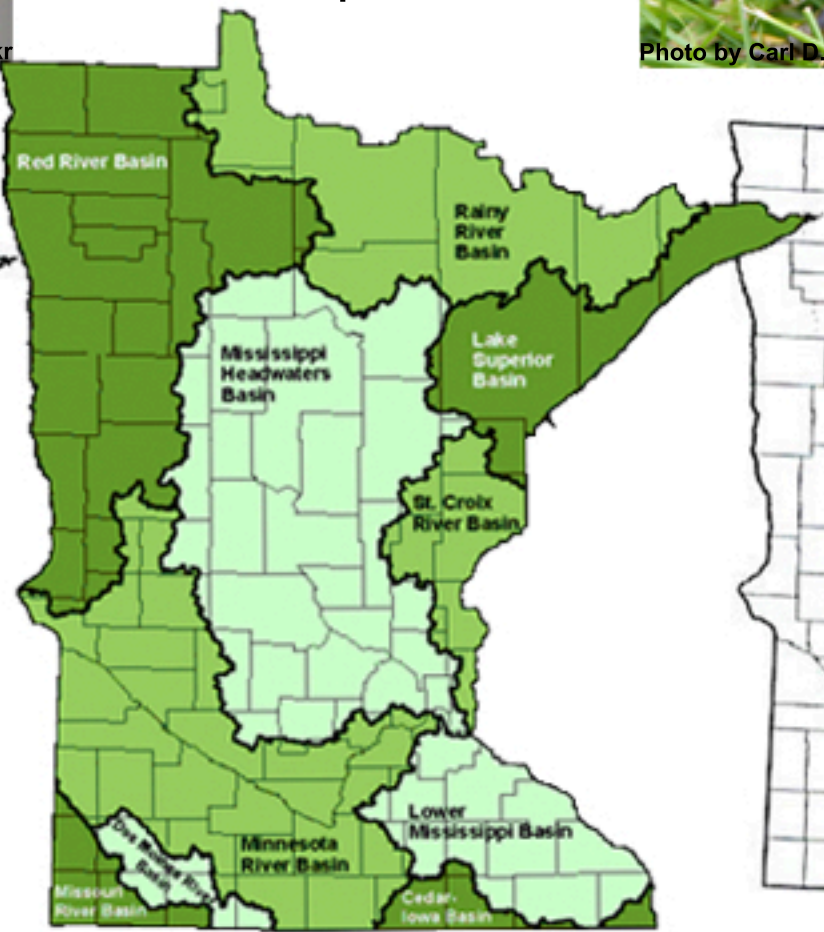 Photo by Carl D.
Red River Basin
Rainy
River
Basin
Lake
Superior
Basin
Mississippi
Headwaters
Basin
St. Croix
River Basin
Lower
Mississippi Basin
Minnesota
River Basin
Des Moines River
Basin
Missouri
River Basin
Cedar-
Iowa Basin